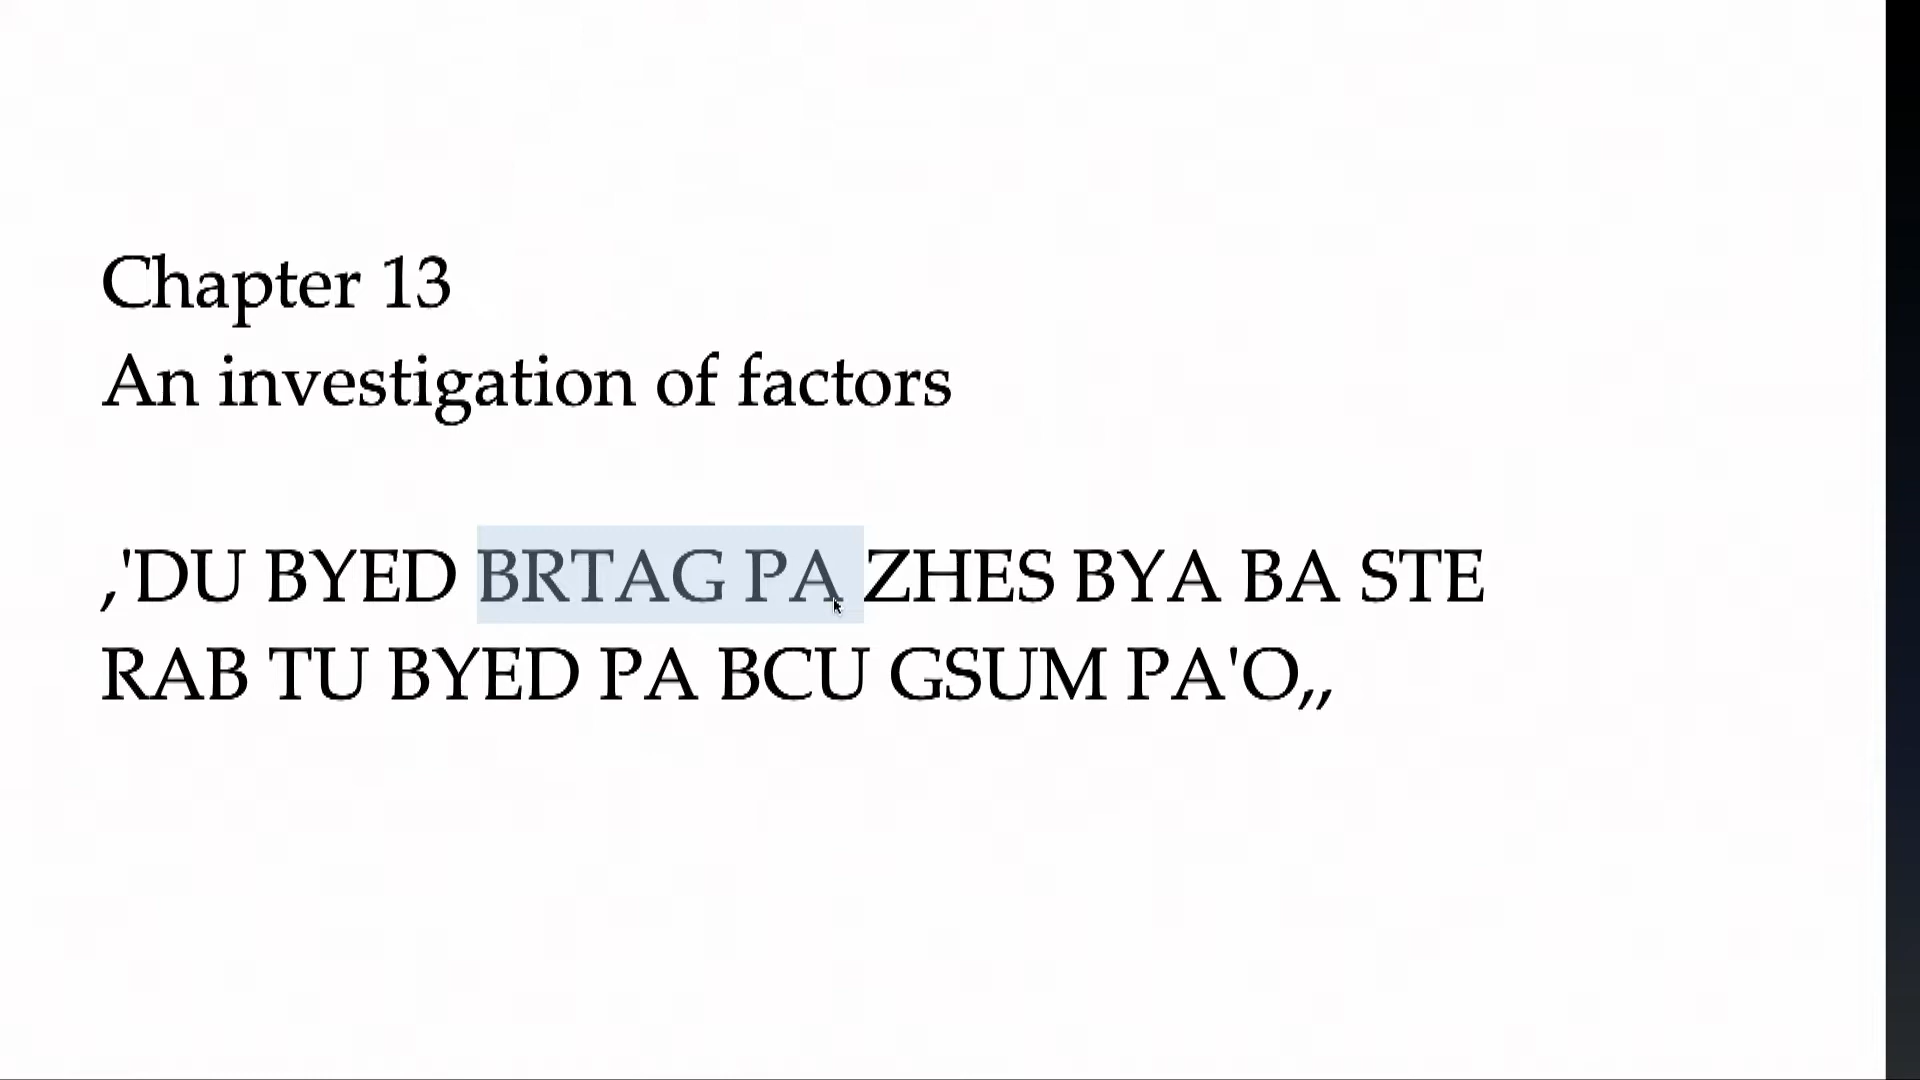 Chapter 13
An investigation of factors
,'DU BYED BRTAG PA ZHES BYA BA STE
RAB TU BYED PA BCU GSUM PA'O,,